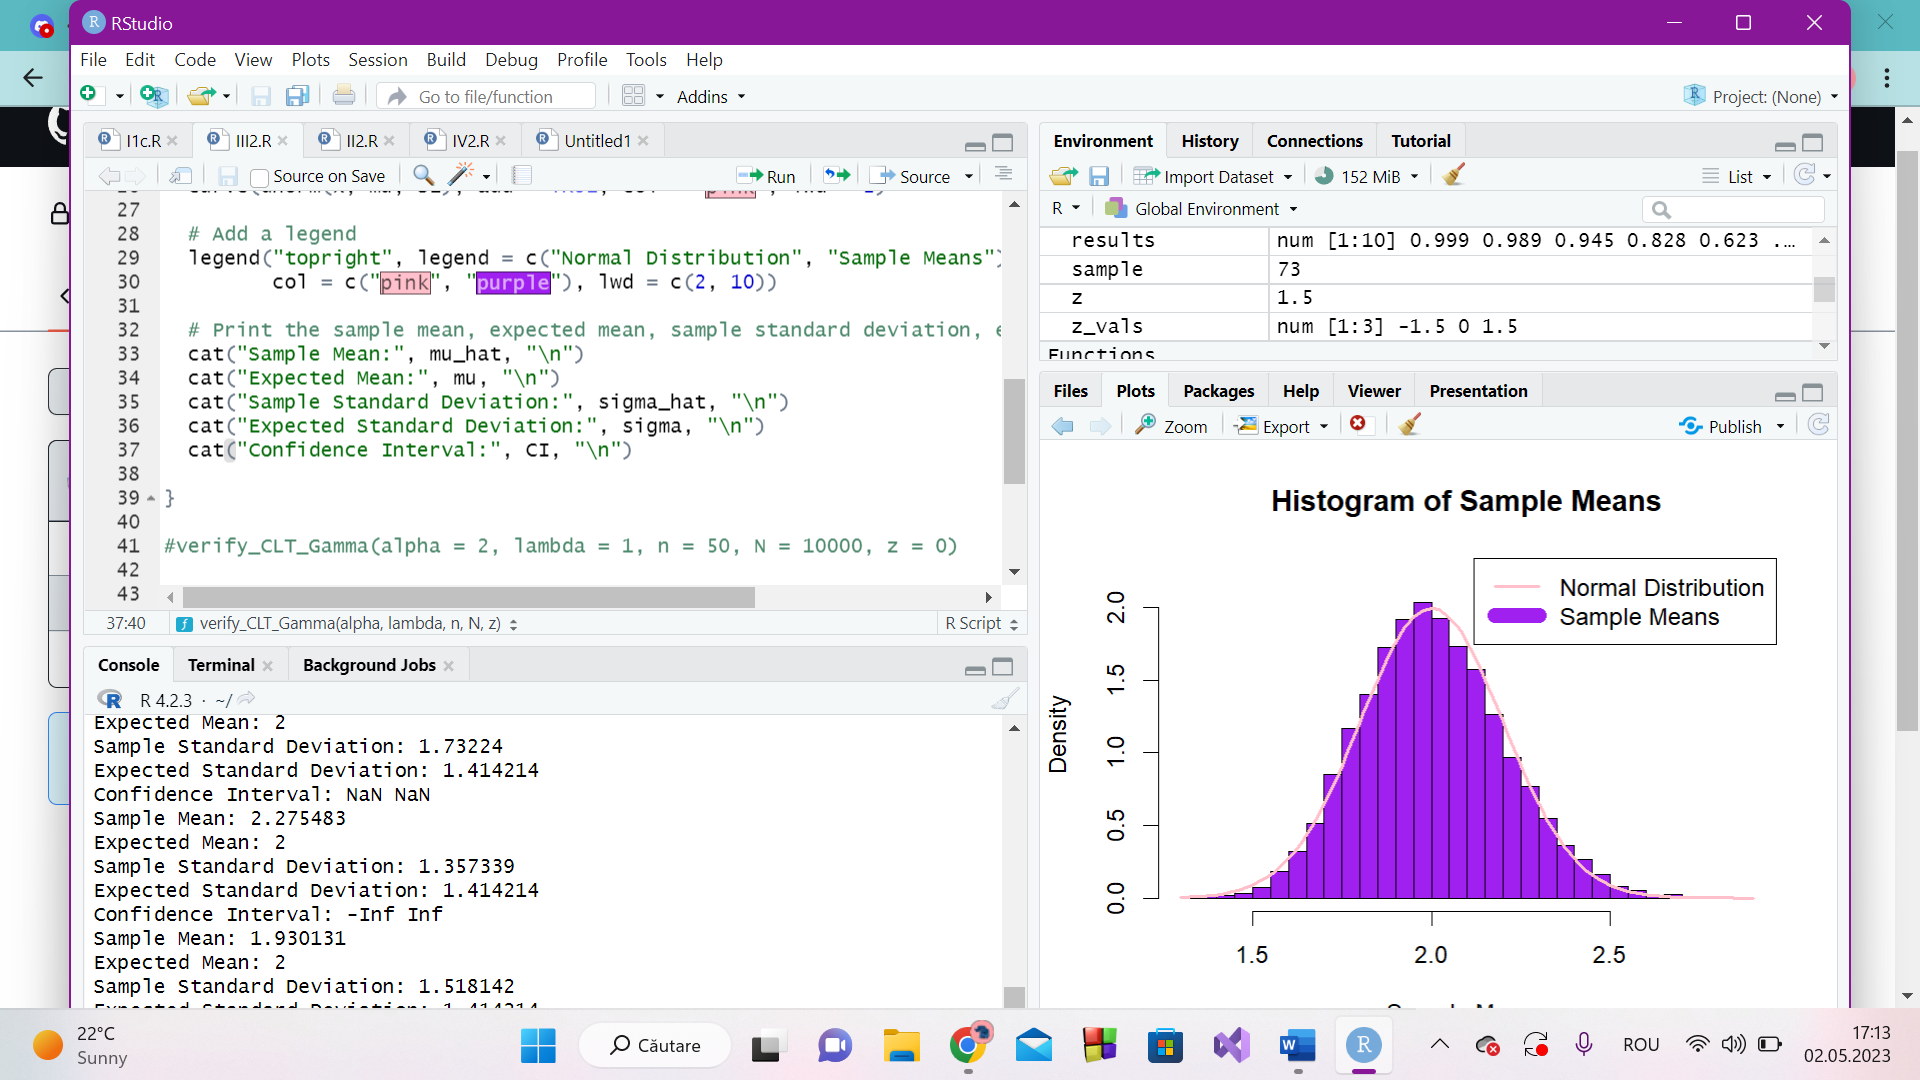 RStudio
File Edit Code View Plots Session Build Debug Profile Tools Help
Go to file/function Addins Project: (None)
I1c.R III2.R II2.R IV2.R Untitled1
Source on Save Run Source
27
28 # Add a legend
29 legend("topright", legend = c("Normal Distribution", "Sample Means")
30 col = c("pink", "purple"), lwd = c(2, 10))
31
32 # Print the sample mean, expected mean, sample standard deviation, e
33 cat("Sample Mean:", mu_hat, "\n")
34 cat("Expected Mean:", mu, "\n")
35 cat("Sample Standard Deviation:", sigma_hat, "\n")
36 cat("Expected Standard Deviation:", sigma, "\n")
37 cat("Confidence Interval:", CI, "\n")
38
39 }
40
41 #verify_CLT_Gamma(alpha = 2, lambda = 1, n = 50, N = 10000, z = 0)
42
43
37:40 verify_CLT_Gamma(alpha, lambda, n, N, z) R Script
Console Terminal Background Jobs
R 4.2.3 · ~/
Expected Mean: 2
Sample Standard Deviation: 1.73224
Expected Standard Deviation: 1.414214
Confidence Interval: NaN NaN
Sample Mean: 2.275483
Expected Mean: 2
Sample Standard Deviation: 1.357339
Expected Standard Deviation: 1.414214
Confidence Interval: -Inf Inf
Sample Mean: 1.930131
Expected Mean: 2
Sample Standard Deviation: 1.518142
Expected Standard Deviation: 1.414214
Environment History Connections Tutorial
Import Dataset 152 MiB List
R Global Environment
results num [1:10] 0.999 0.989 0.945 0.828 0.623 ...
sample 73
z 1.5
z_vals num [1:3] -1.5 0 1.5
Functions
Files Plots Packages Help Viewer Presentation
Zoom Export Publish
Histogram of Sample Means
Normal Distribution
Sample Means
Density
2.0
1.5
1.0
0.5
0.0
1.5 2.0 2.5
22°C
Sunny
Căutare
ROU
17:13
02.05.2023